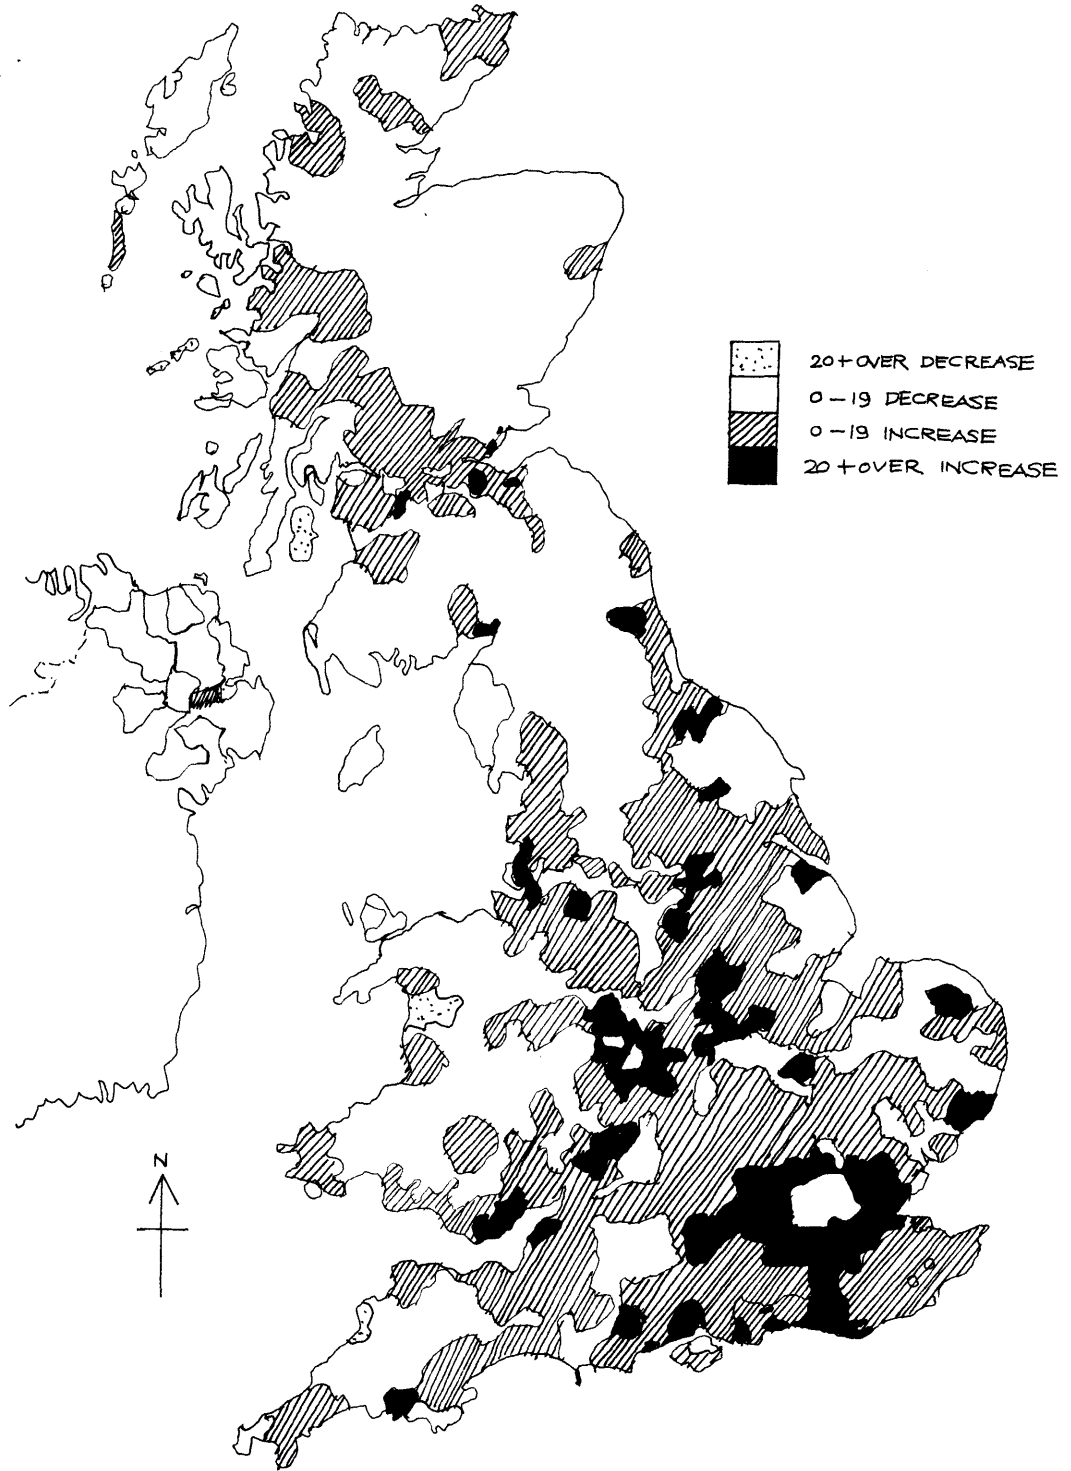 20 + OVER DECREASE
0 – 19 DECREASE
0 – 19 INCREASE
20 + OVER INCREASE
N